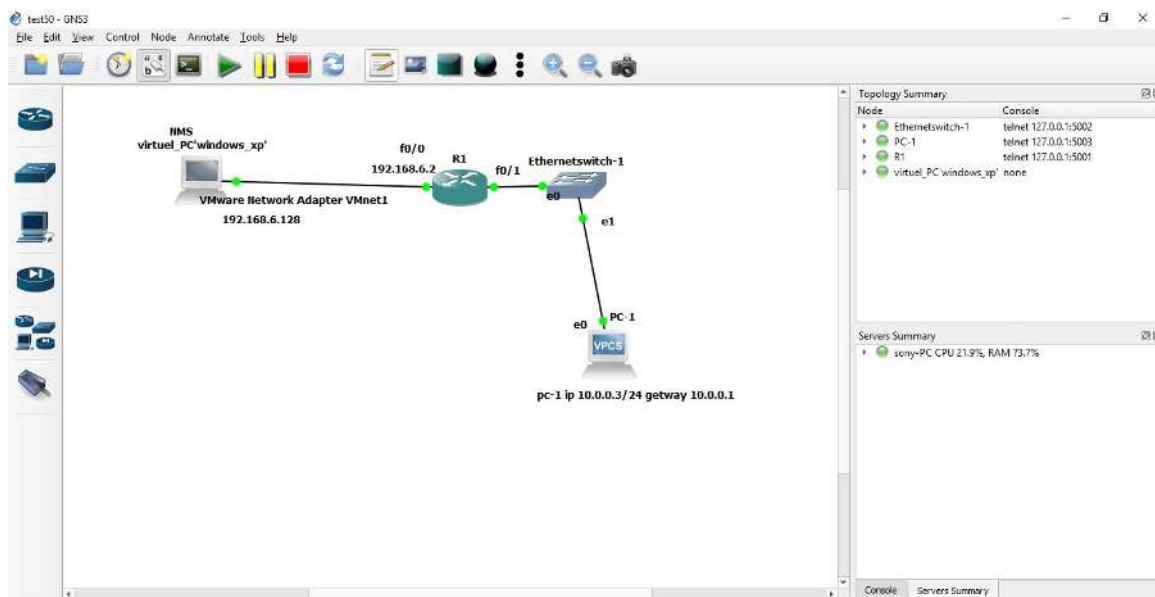 test50 - GNS3
File Edit View Control Node Annotate Tools Help
NMS
virtuel_PC'windows_xp'
f0/0
192.168.6.2
R1
f0/1
Ethernetswitch-1
e0
e1
VMware Network Adapter VMnet1
192.168.6.128
e0
PC-1
VPCS
pc-1 ip 10.0.0.3/24 getway 10.0.0.1
Topology Summary
Node Console
Ethernetswitch-1 telnet 127.0.0.1:5002
PC-1 telnet 127.0.0.1:5003
R1 telnet 127.0.0.1:5001
virtuel_PC'windows_xp' none
Servers Summary
sony-PC CPU 21.9%, RAM 73.7%
Console Servers Summary